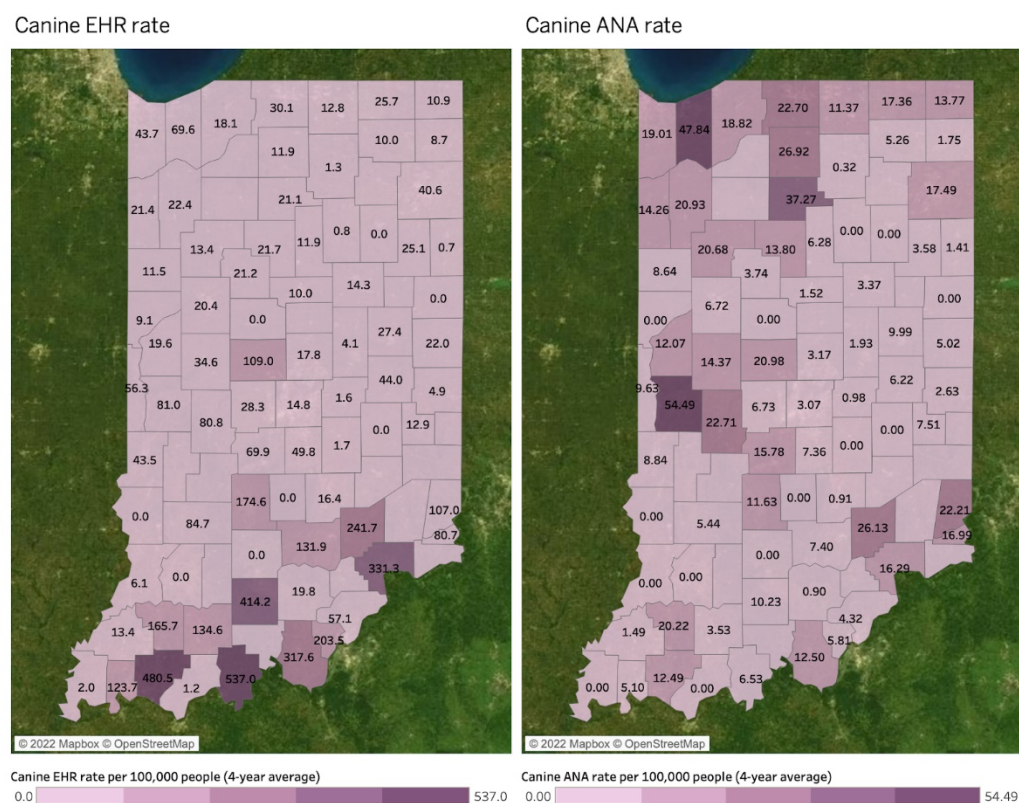 Canine EHR rate
Canine ANA rate
43.7 69.6 18.1 30.1 12.8 25.7 10.9
11.9 10.0 8.7
1.3
21.4 22.4 21.1 40.6
13.4 21.7 11.9 0.8 0.0 25.1 0.7
11.5 21.2
20.4 10.0 14.3 0.0
9.1 0.0
19.6 34.6 109.0 17.8 4.1 27.4 22.0
56.3 81.0 44.0 4.9
80.8 28.3 14.8 1.6
0.0 12.9
43.5 69.9 49.8 1.7
174.6 0.0 16.4
0.0 84.7 241.7 107.0
131.9 80.7
0.0
6.1 0.0 331.3
414.2 19.8
57.1
13.4 165.7 134.6 203.5
317.6
2.0 123.7 480.5 1.2 537.0
© 2022 Mapbox © OpenStreetMap
Canine EHR rate per 100,000 people (4-year average)
0.0 537.0
19.01 47.84 18.82 22.70 11.37 17.36 13.77
26.92 5.26 1.75
0.32
14.26 20.93 37.27 17.49
20.68 13.80 6.28 0.00 0.00 3.58 1.41
8.64 3.74
6.72 1.52 3.37 0.00
0.00 0.00
12.07 14.37 20.98 3.17 1.93 9.99 5.02
9.63 54.49 6.22 2.63
22.71 6.73 3.07 0.98
0.00 7.51
8.84 15.78 7.36 0.00
11.63 0.00 0.91
0.00 5.44 26.13 22.21
7.40 16.99
0.00
0.00 0.00 16.29
10.23 0.90
4.32
1.49 20.22 3.53 5.81
12.50
0.00 5.10 12.49 0.00 6.53
© 2022 Mapbox © OpenStreetMap
Canine ANA rate per 100,000 people (4-year average)
0.00 54.49